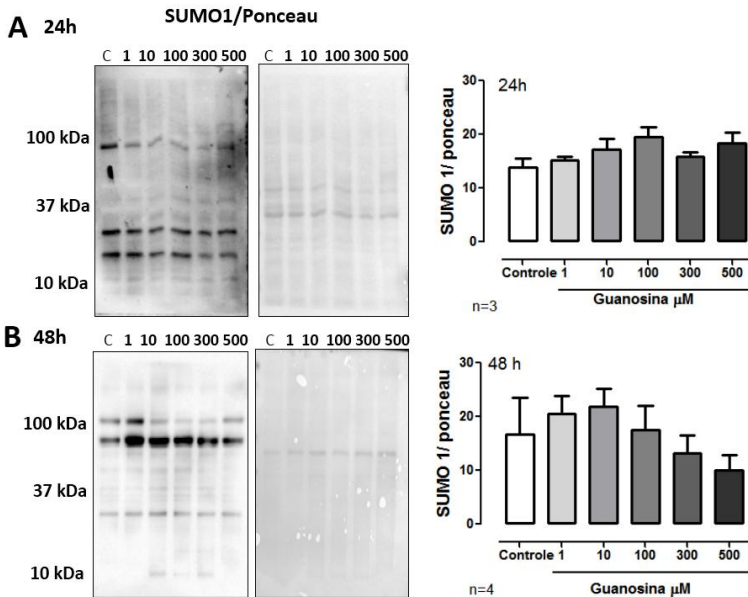 SUMO1/Ponceau
A 24h
C 1 10 100 300 500
C 1 10 100 300 500
100 kDa
37 kDa
10 kDa
30
20
10
0
SUMO 1/ ponceau
24h
Controle 1 10 100 300 500
Guanosina µM
n=3
B 48h
C 1 10 100 300 500
C 1 10 100 300 500
100 kDa
37 kDa
10 kDa
30
20
10
0
SUMO 1/ ponceau
48 h
Controle 1 10 100 300 500
Guanosina µM
n=4